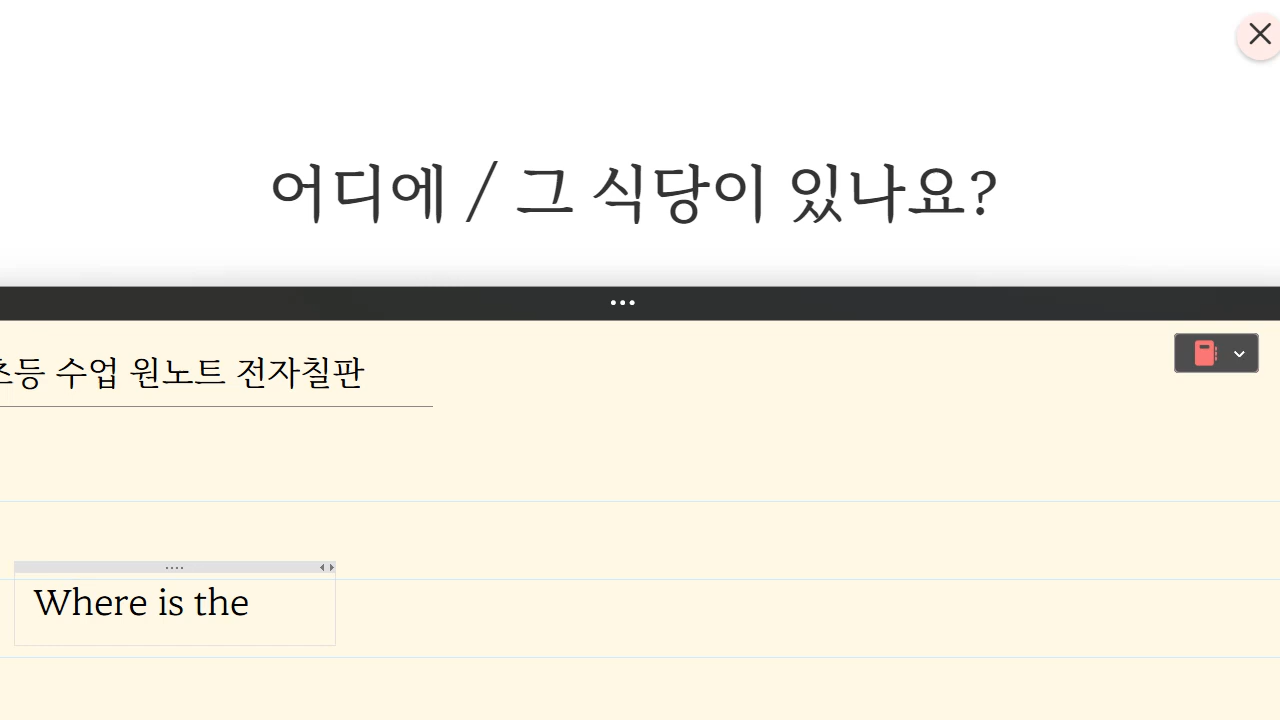 어디에 / 그 식당이 있나요?
초등 수업 원노트 전자칠판
Where is the